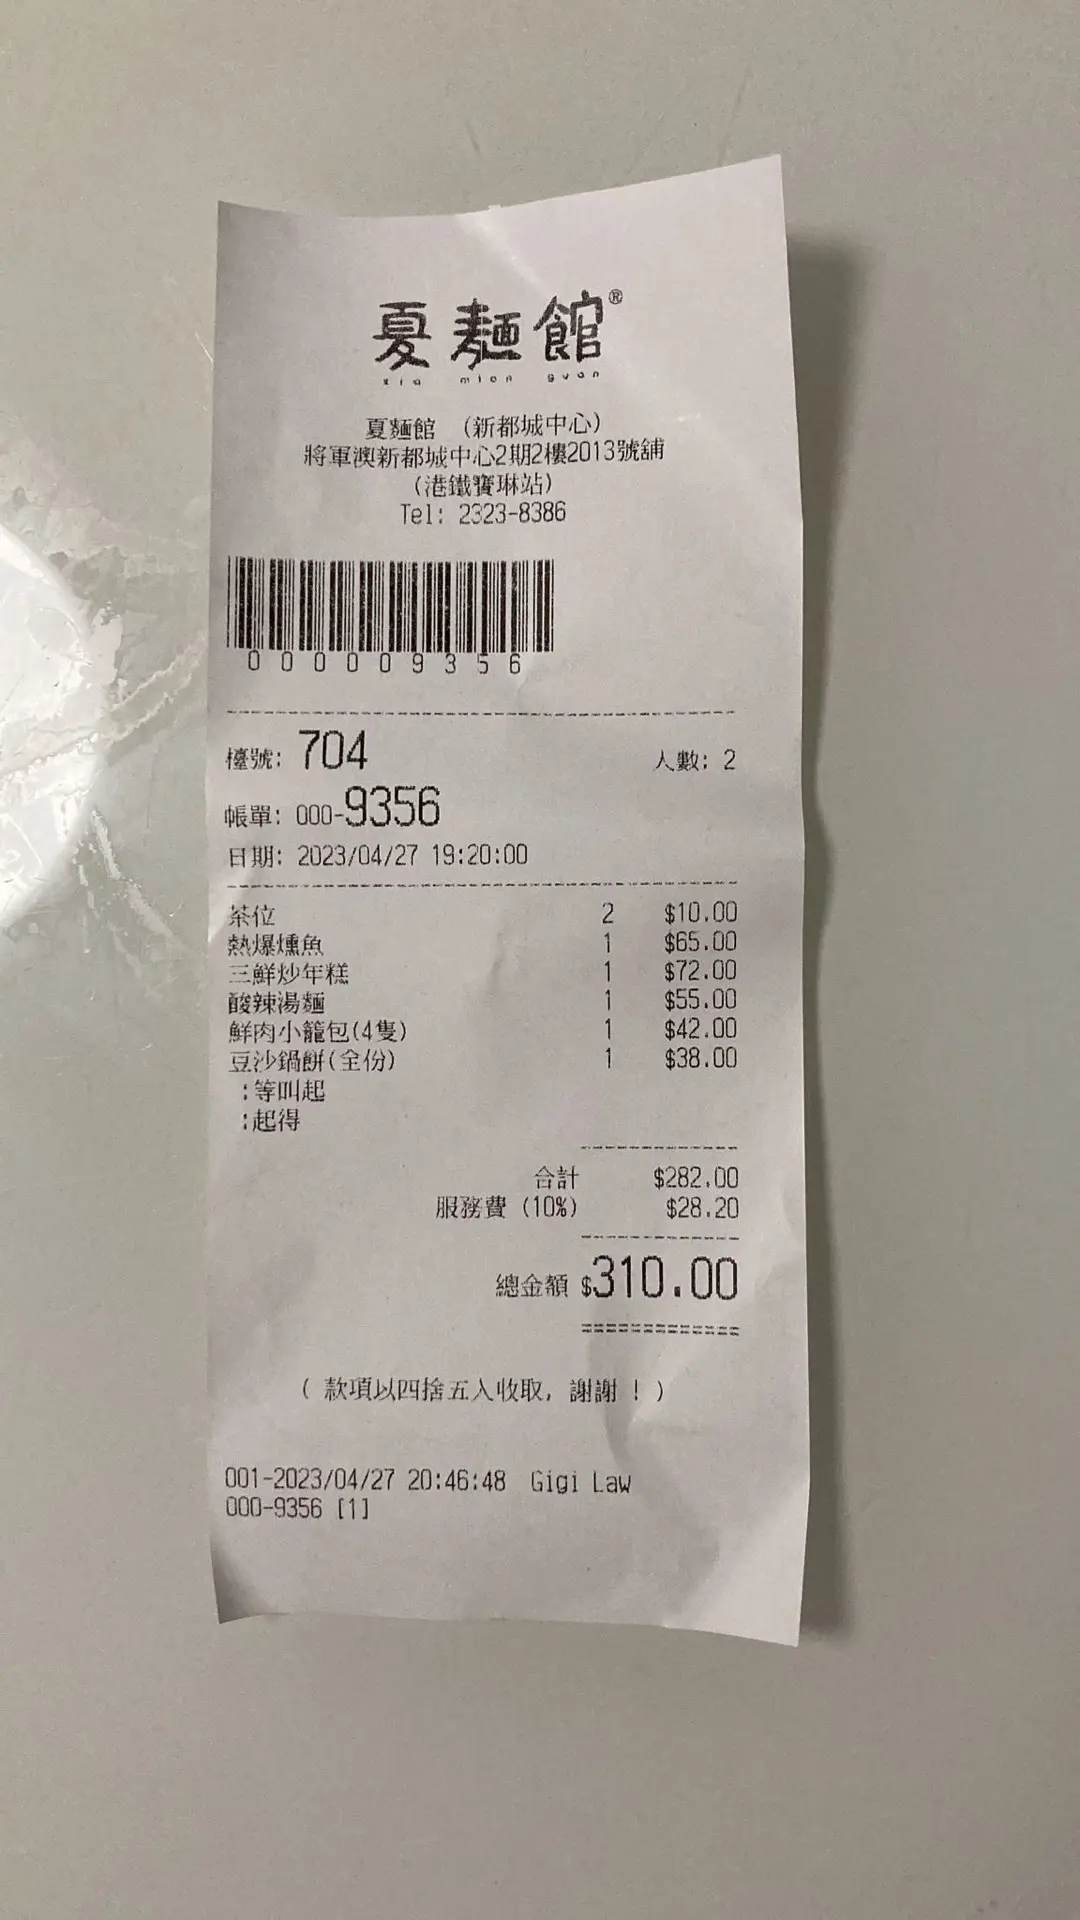 夏麵館®
xia mian guan
夏麵館 (新都城中心)
將軍澳新都城中心2期2樓2013號舖
(港鐵寶琳站)
Tel: 2323-8386
000009356
檯號: 704 人數: 2
帳單: 000-9356
日期: 2023/04/27 19:20:00
茶位 2 $10.00
熱爆燻魚 1 $65.00
三鮮炒年糕 1 $72.00
酸辣湯麵 1 $55.00
鮮肉小籠包(4隻) 1 $42.00
豆沙鍋餅(全份) 1 $38.00
:等叫起
:起得
合計 $282.00
服務費 (10%) $28.20
總金額 $310.00
( 款項以四捨五入收取, 謝謝 ! )
001-2023/04/27 20:46:48 Gigi Law
000-9356 [1]